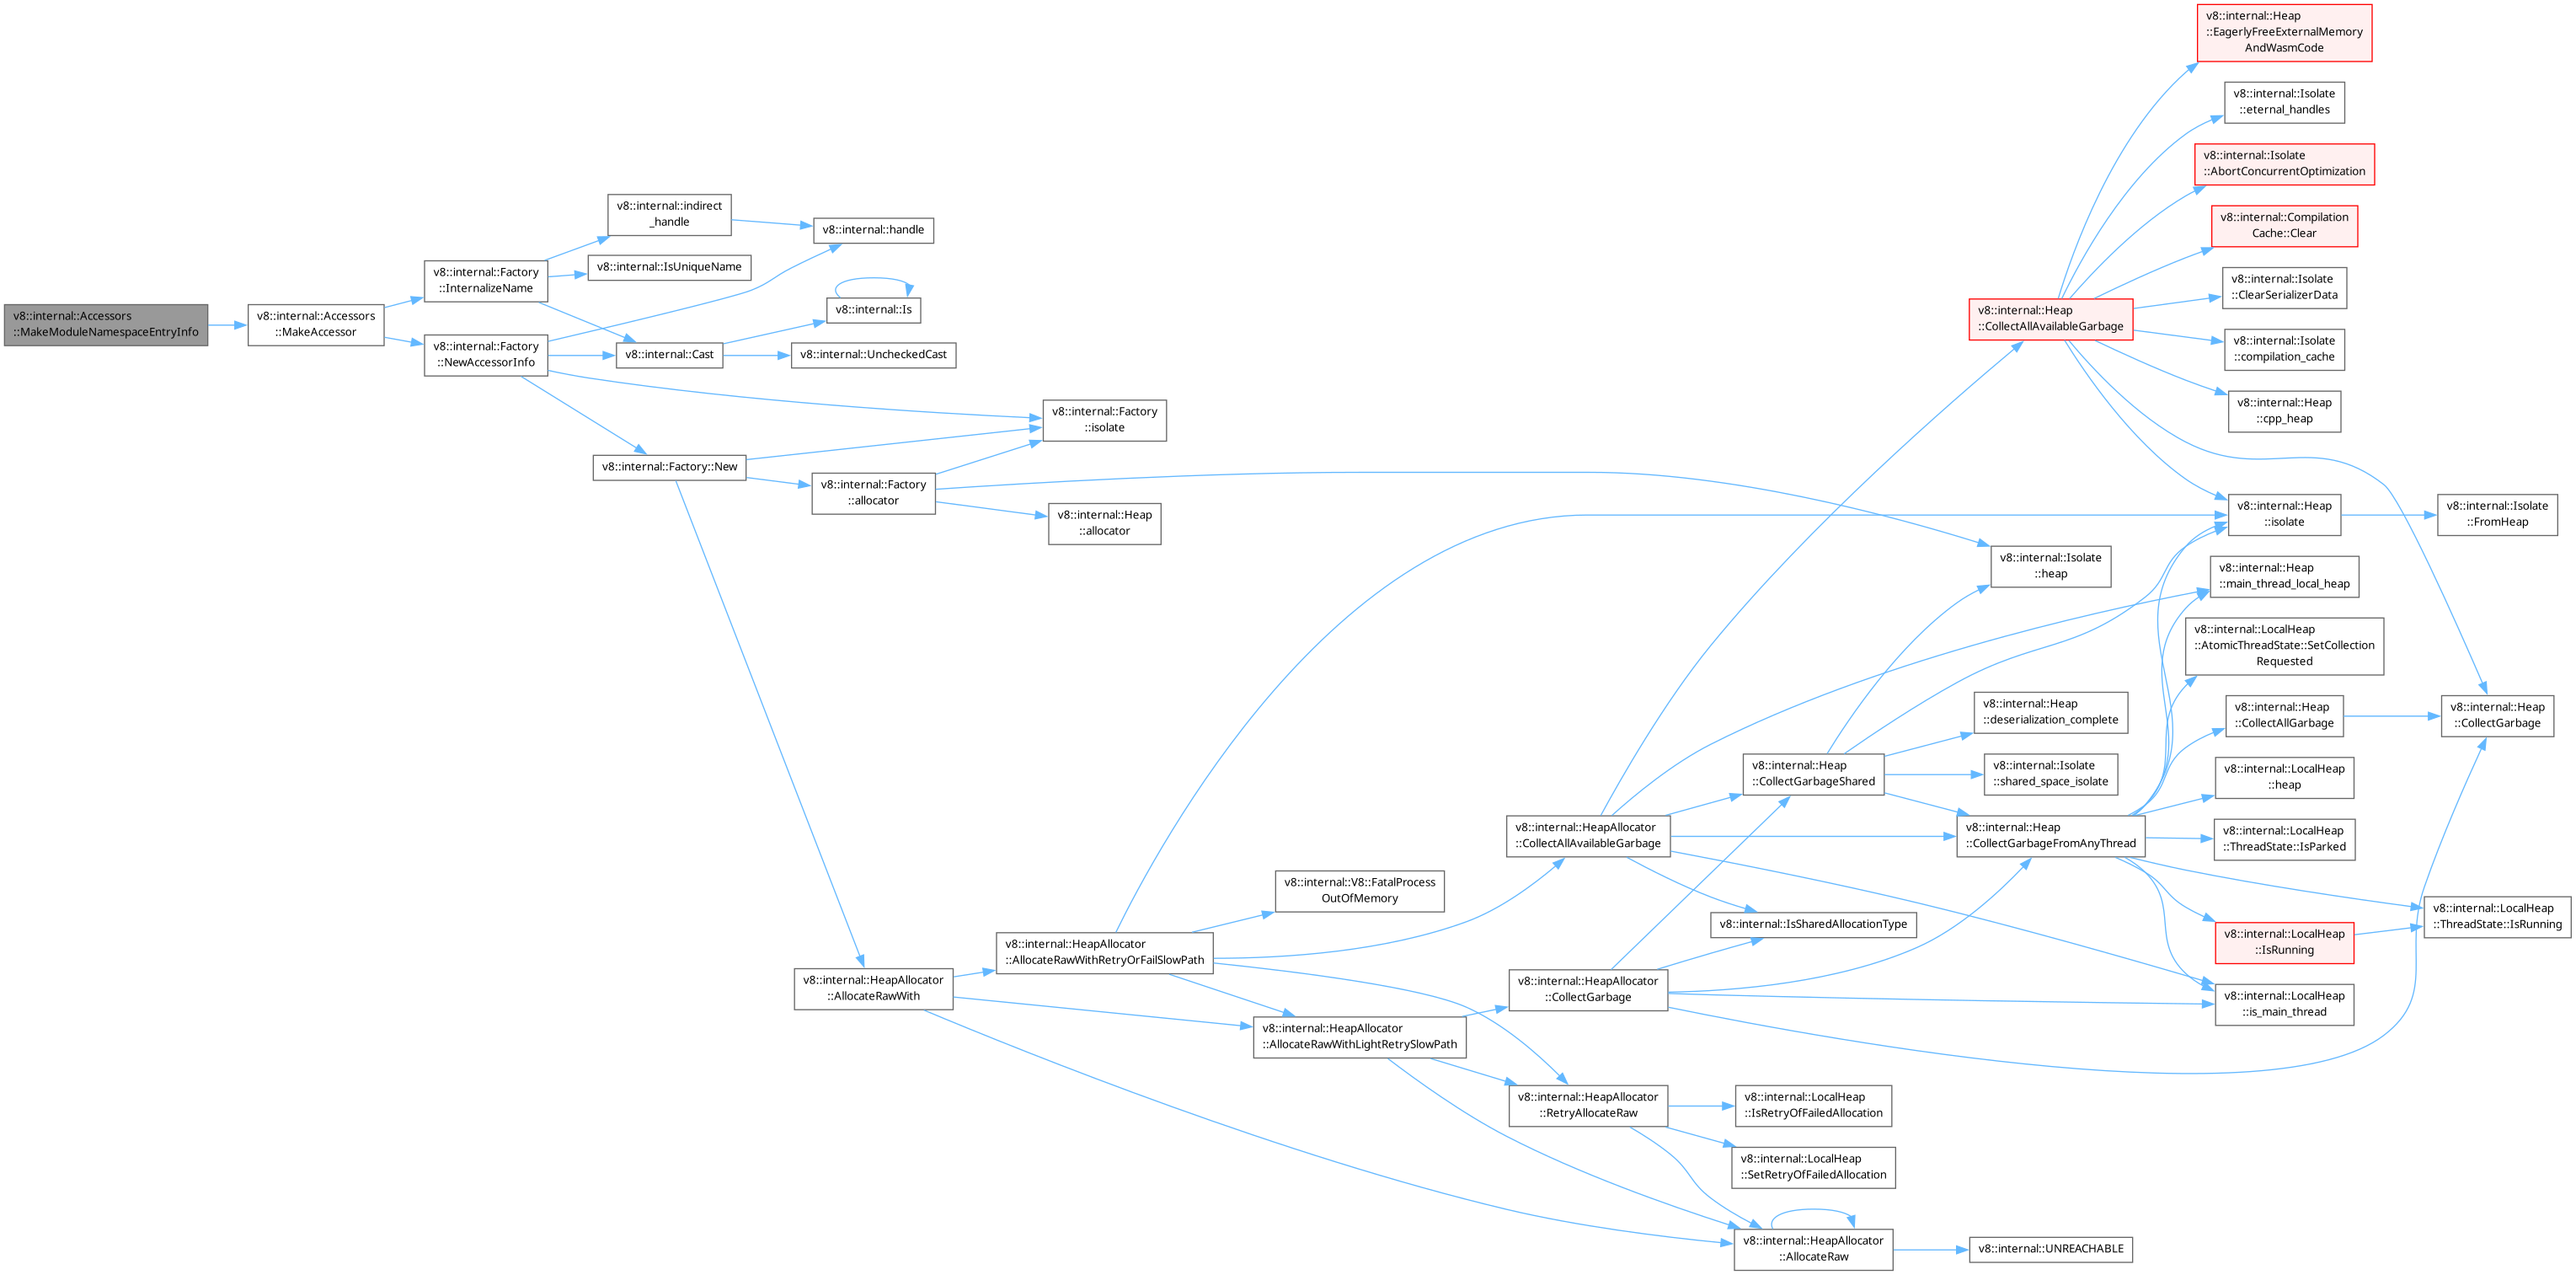 v8::internal::Accessors
::MakeModuleNamespaceEntryInfo
v8::internal::Accessors
::MakeAccessor
v8::internal::Factory
::InternalizeName
v8::internal::Factory
::NewAccessorInfo
v8::internal::indirect
_handle
v8::internal::IsUniqueName
v8::internal::Cast
v8::internal::Factory::New
v8::internal::handle
v8::internal::Is
v8::internal::UncheckedCast
v8::internal::Factory
::allocator
v8::internal::HeapAllocator
::AllocateRawWith
v8::internal::Factory
::isolate
v8::internal::Heap
::allocator
v8::internal::HeapAllocator
::AllocateRawWithRetryOrFailSlowPath
v8::internal::V8::FatalProcess
OutOfMemory
v8::internal::HeapAllocator
::AllocateRawWithLightRetrySlowPath
v8::internal::HeapAllocator
::CollectAllAvailableGarbage
v8::internal::HeapAllocator
::CollectGarbage
v8::internal::HeapAllocator
::RetryAllocateRaw
v8::internal::Heap
::CollectGarbageShared
v8::internal::IsSharedAllocationType
v8::internal::LocalHeap
::IsRetryOfFailedAllocation
v8::internal::LocalHeap
::SetRetryOfFailedAllocation
v8::internal::HeapAllocator
::AllocateRaw
v8::internal::Heap
::CollectAllAvailableGarbage
v8::internal::Isolate
::heap
v8::internal::Heap
::deserialization_complete
v8::internal::Isolate
::shared_space_isolate
v8::internal::Heap
::CollectGarbageFromAnyThread
v8::internal::UNREACHABLE
v8::internal::Heap
::EagerlyFreeExternalMemory
AndWasmCode
v8::internal::Isolate
::eternal_handles
v8::internal::Isolate
::AbortConcurrentOptimization
v8::internal::Compilation
Cache::Clear
v8::internal::Isolate
::ClearSerializerData
v8::internal::Isolate
::compilation_cache
v8::internal::Heap
::cpp_heap
v8::internal::Heap
::isolate
v8::internal::Heap
::main_thread_local_heap
v8::internal::LocalHeap
::AtomicThreadState::SetCollection
Requested
v8::internal::Heap
::CollectAllGarbage
v8::internal::LocalHeap
::heap
v8::internal::LocalHeap
::ThreadState::IsParked
v8::internal::LocalHeap
::IsRunning
v8::internal::LocalHeap
::is_main_thread
v8::internal::Isolate
::FromHeap
v8::internal::Heap
::CollectGarbage
v8::internal::LocalHeap
::ThreadState::IsRunning